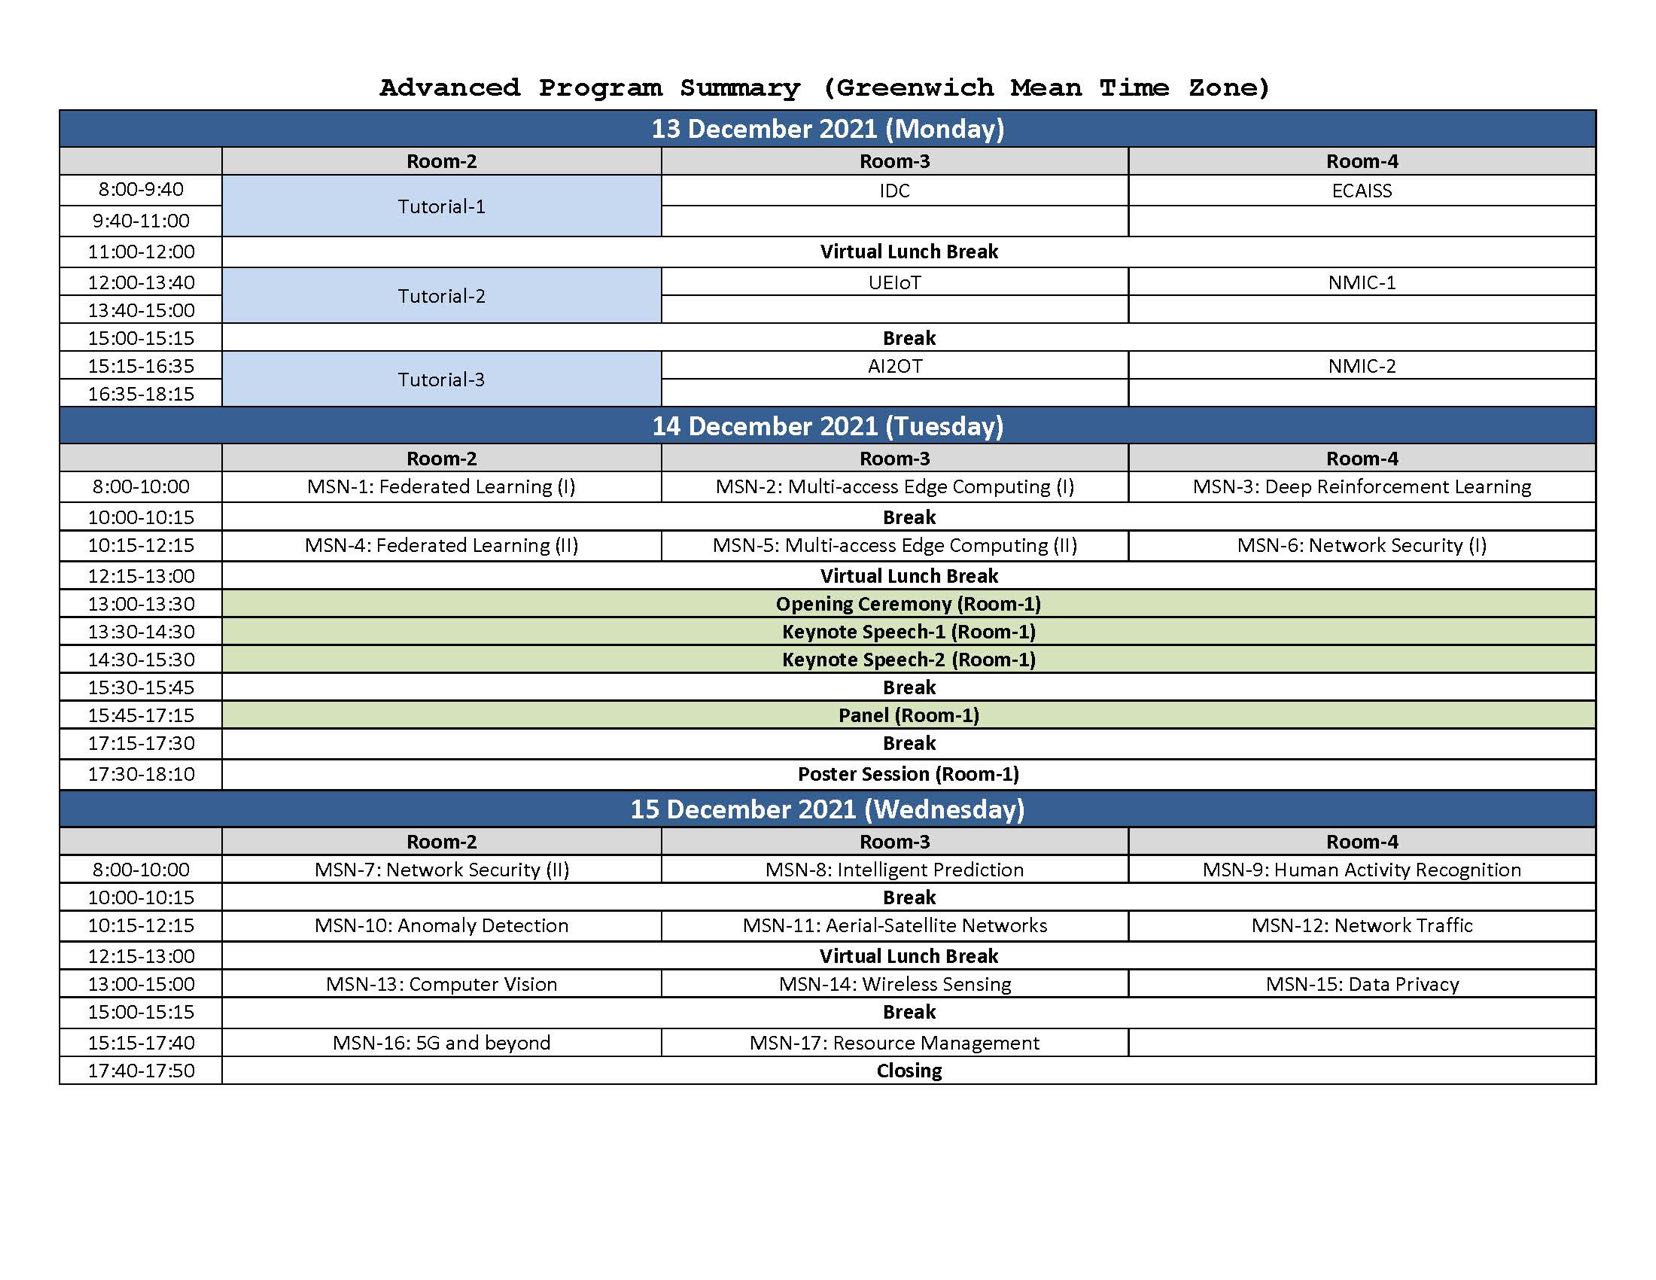 Advanced Program Summary (Greenwich Mean Time Zone)
13 December 2021 (Monday)
Room-2 Room-3 Room-4
8:00-9:40 Tutorial-1 IDC ECAISS
9:40-11:00
11:00-12:00 Virtual Lunch Break
12:00-13:40 Tutorial-2 UEIoT NMIC-1
13:40-15:00
15:00-15:15 Break
15:15-16:35 Tutorial-3 AI2OT NMIC-2
16:35-18:15
14 December 2021 (Tuesday)
Room-2 Room-3 Room-4
8:00-10:00 MSN-1: Federated Learning (I) MSN-2: Multi-access Edge Computing (I) MSN-3: Deep Reinforcement Learning
10:00-10:15 Break
10:15-12:15 MSN-4: Federated Learning (II) MSN-5: Multi-access Edge Computing (II) MSN-6: Network Security (I)
12:15-13:00 Virtual Lunch Break
13:00-13:30 Opening Ceremony (Room-1)
13:30-14:30 Keynote Speech-1 (Room-1)
14:30-15:30 Keynote Speech-2 (Room-1)
15:30-15:45 Break
15:45-17:15 Panel (Room-1)
17:15-17:30 Break
17:30-18:10 Poster Session (Room-1)
15 December 2021 (Wednesday)
Room-2 Room-3 Room-4
8:00-10:00 MSN-7: Network Security (II) MSN-8: Intelligent Prediction MSN-9: Human Activity Recognition
10:00-10:15 Break
10:15-12:15 MSN-10: Anomaly Detection MSN-11: Aerial-Satellite Networks MSN-12: Network Traffic
12:15-13:00 Virtual Lunch Break
13:00-15:00 MSN-13: Computer Vision MSN-14: Wireless Sensing MSN-15: Data Privacy
15:00-15:15 Break
15:15-17:40 MSN-16: 5G and beyond MSN-17: Resource Management
17:40-17:50 Closing